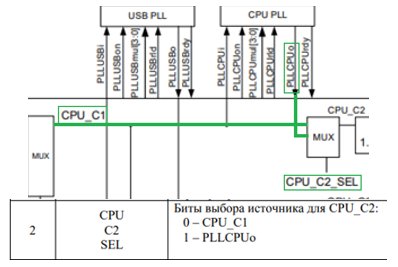 USB PLL
CPU PLL
PLLUSBi
PLLUSBon
PLLUSBmul[3:0]
PLLUSBrld
PLLUSBo
PLLUSBrdy
PLLCPUi
PLLCPUon
PLLCPUmul[3:0]
PLLCPUrld
PLLCPUo
PLLCPUrdy
CPU_C1
CPU_C2
MUX
MUX
1.
CPU_C2_SEL
2
CPU
C2
SEL
Биты выбора источника для CPU_C2:
0 – CPU_C1
1 – PLLCPUo